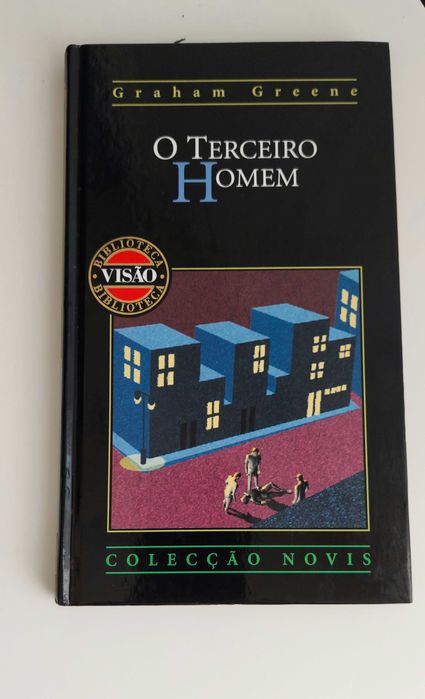 Graham Greene
O TERCEIRO
HOMEM
BIBLIOTECA
VISÃO
BIBLIOTECA
COLECÇÃO NOVIS